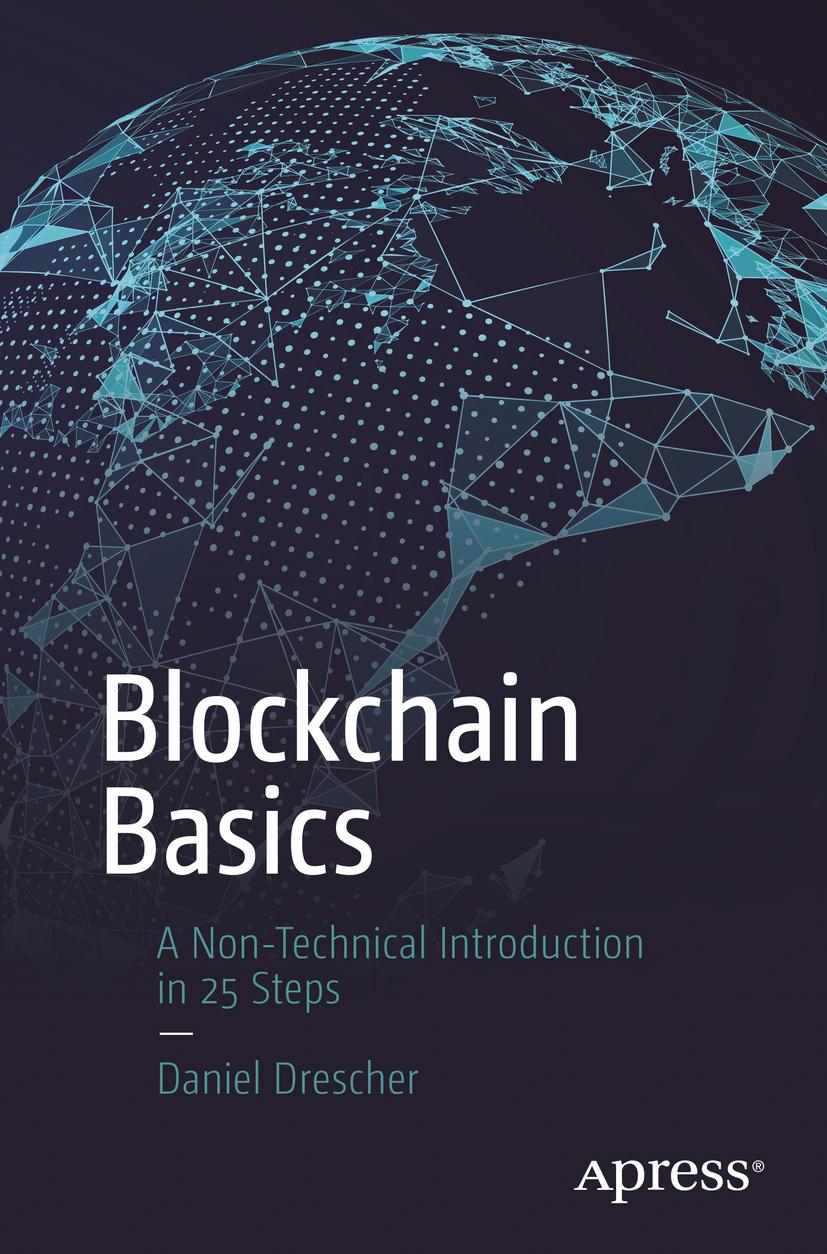 Blockchain
Basics
A Non-Technical Introduction
in 25 Steps
Daniel Drescher
Apress®